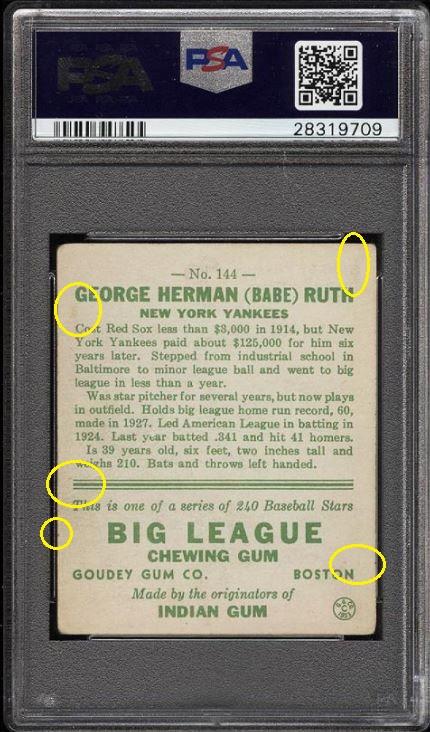 PSA
PSA
28319709
— No. 144 —
GEORGE HERMAN (BABE) RUTH
NEW YORK YANKEES
Cost Red Sox less than $3,000 in 1914, but New
York Yankees paid about $125,000 for him six
years later. Stepped from industrial school in
Baltimore to minor league ball and went to big
league in less than a year.
Was star pitcher for several years, but now plays
in outfield. Holds big league home run record, 60,
made in 1927. Led American League in batting in
1924. Last year batted .341 and hit 41 homers.
Is 39 years old, six feet, two inches tall and
weighs 210. Bats and throws left handed.
This is one of a series of 240 Baseball Stars
BIG LEAGUE
CHEWING GUM
GOUDEY GUM CO. BOSTON
Made by the originators of
INDIAN GUM